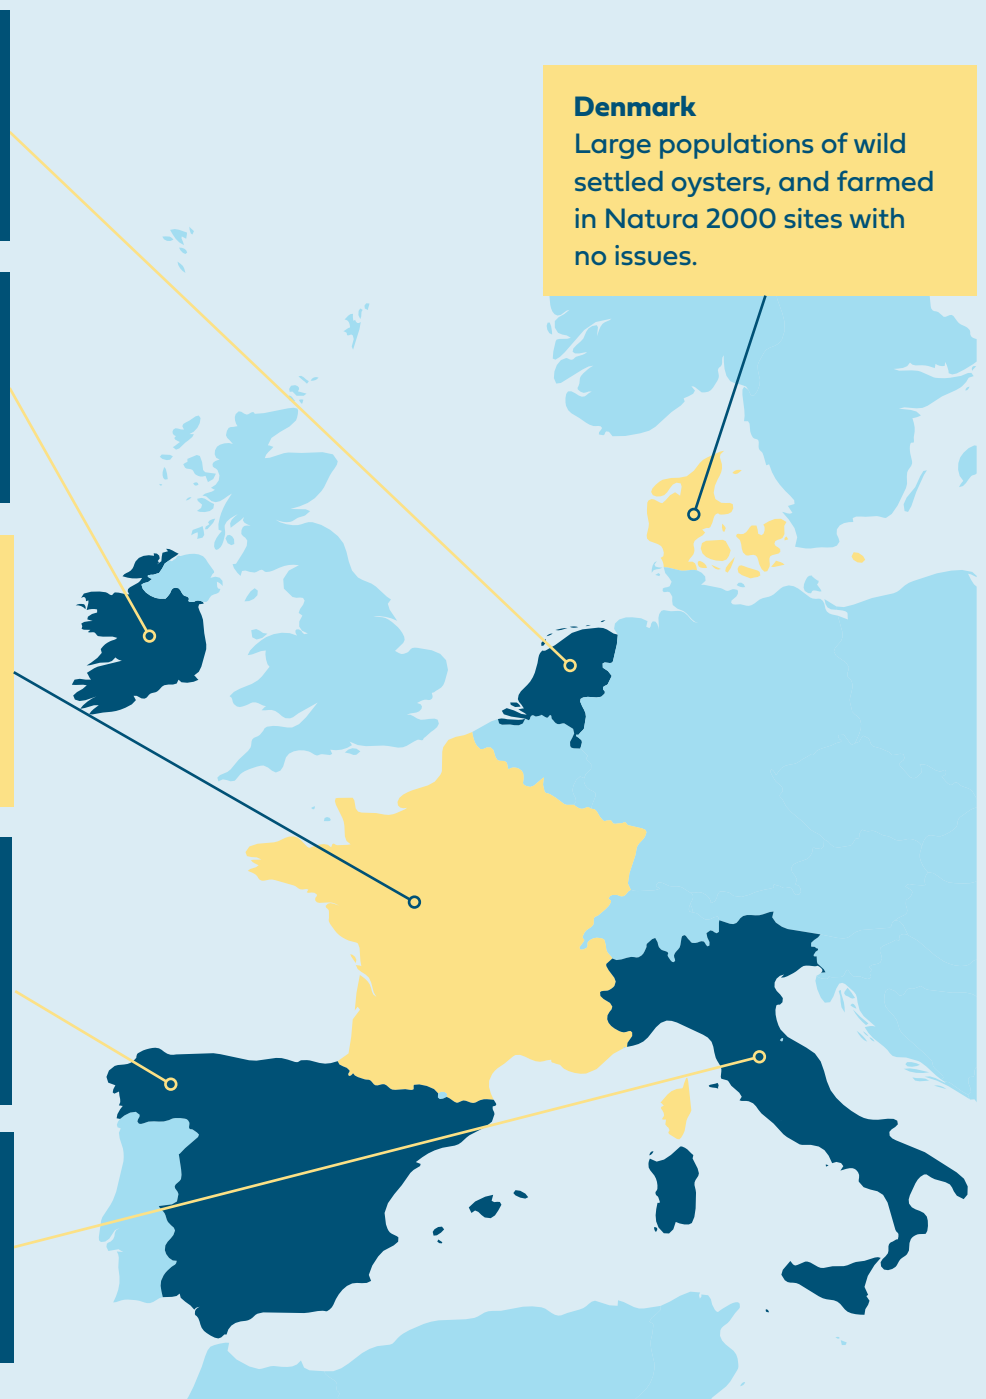 Denmark
Large populations of wild
settled oysters, and farmed
in Natura 2000 sites with
no issues.